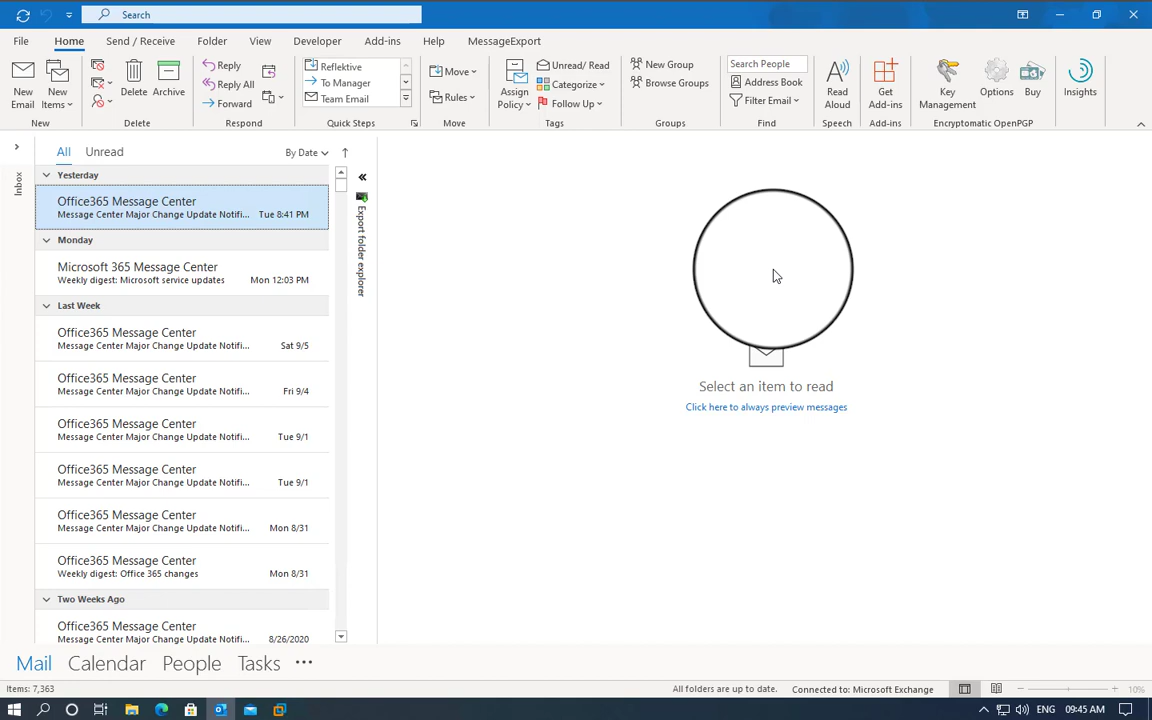 Search
File Home Send / Receive Folder View Developer Add-ins Help MessageExport
New Email
New Items
New
Delete
Archive
Delete
Reply
Reply All
Forward
Respond
Reflektive
To Manager
Team Email
Quick Steps
Move
Rules
Move
Assign Policy
Unread/ Read
Categorize
Follow Up
Tags
New Group
Browse Groups
Groups
Search People
Address Book
Filter Email
Find
Read Aloud
Speech
Get Add-ins
Add-ins
Key Management
Options
Buy
Encryptomatic OpenPGP
Insights
Inbox
All Unread By Date
Yesterday
Office365 Message Center
Message Center Major Change Update Notifi... Tue 8:41 PM
Monday
Microsoft 365 Message Center
Weekly digest: Microsoft service updates Mon 12:03 PM
Last Week
Office365 Message Center
Message Center Major Change Update Notifi... Sat 9/5
Office365 Message Center
Message Center Major Change Update Notifi... Fri 9/4
Office365 Message Center
Message Center Major Change Update Notifi... Tue 9/1
Office365 Message Center
Message Center Major Change Update Notifi... Tue 9/1
Office365 Message Center
Message Center Major Change Update Notifi... Mon 8/31
Office365 Message Center
Weekly digest: Office 365 changes Mon 8/31
Two Weeks Ago
Office365 Message Center
Message Center Major Change Update Notifi... 8/26/2020
Export folder explorer
Select an item to read
Click here to always preview messages
Mail Calendar People Tasks ...
Items: 7,363 All folders are up to date. Connected to: Microsoft Exchange 10%
ENG 09:45 AM